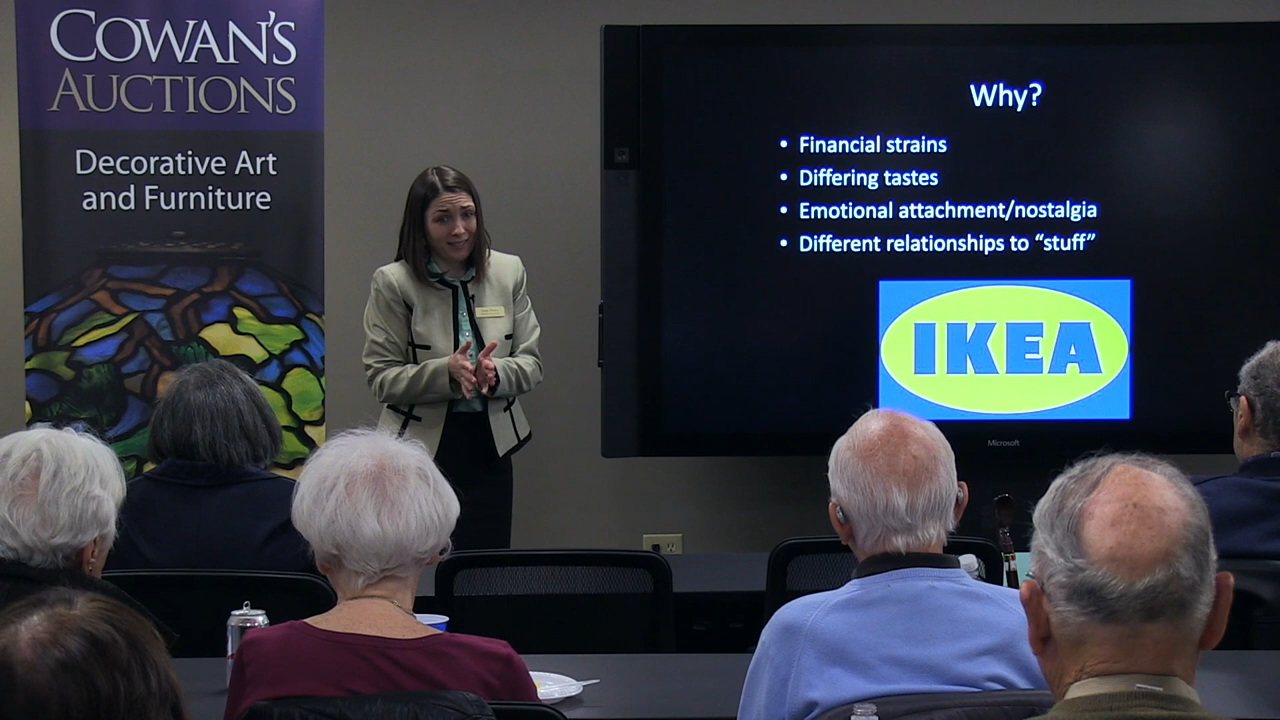 COWAN'S
AUCTIONS
Decorative Art
and Furniture
Why?
• Financial strains
• Differing tastes
• Emotional attachment/nostalgia
• Different relationships to “stuff”
IKEA
Microsoft